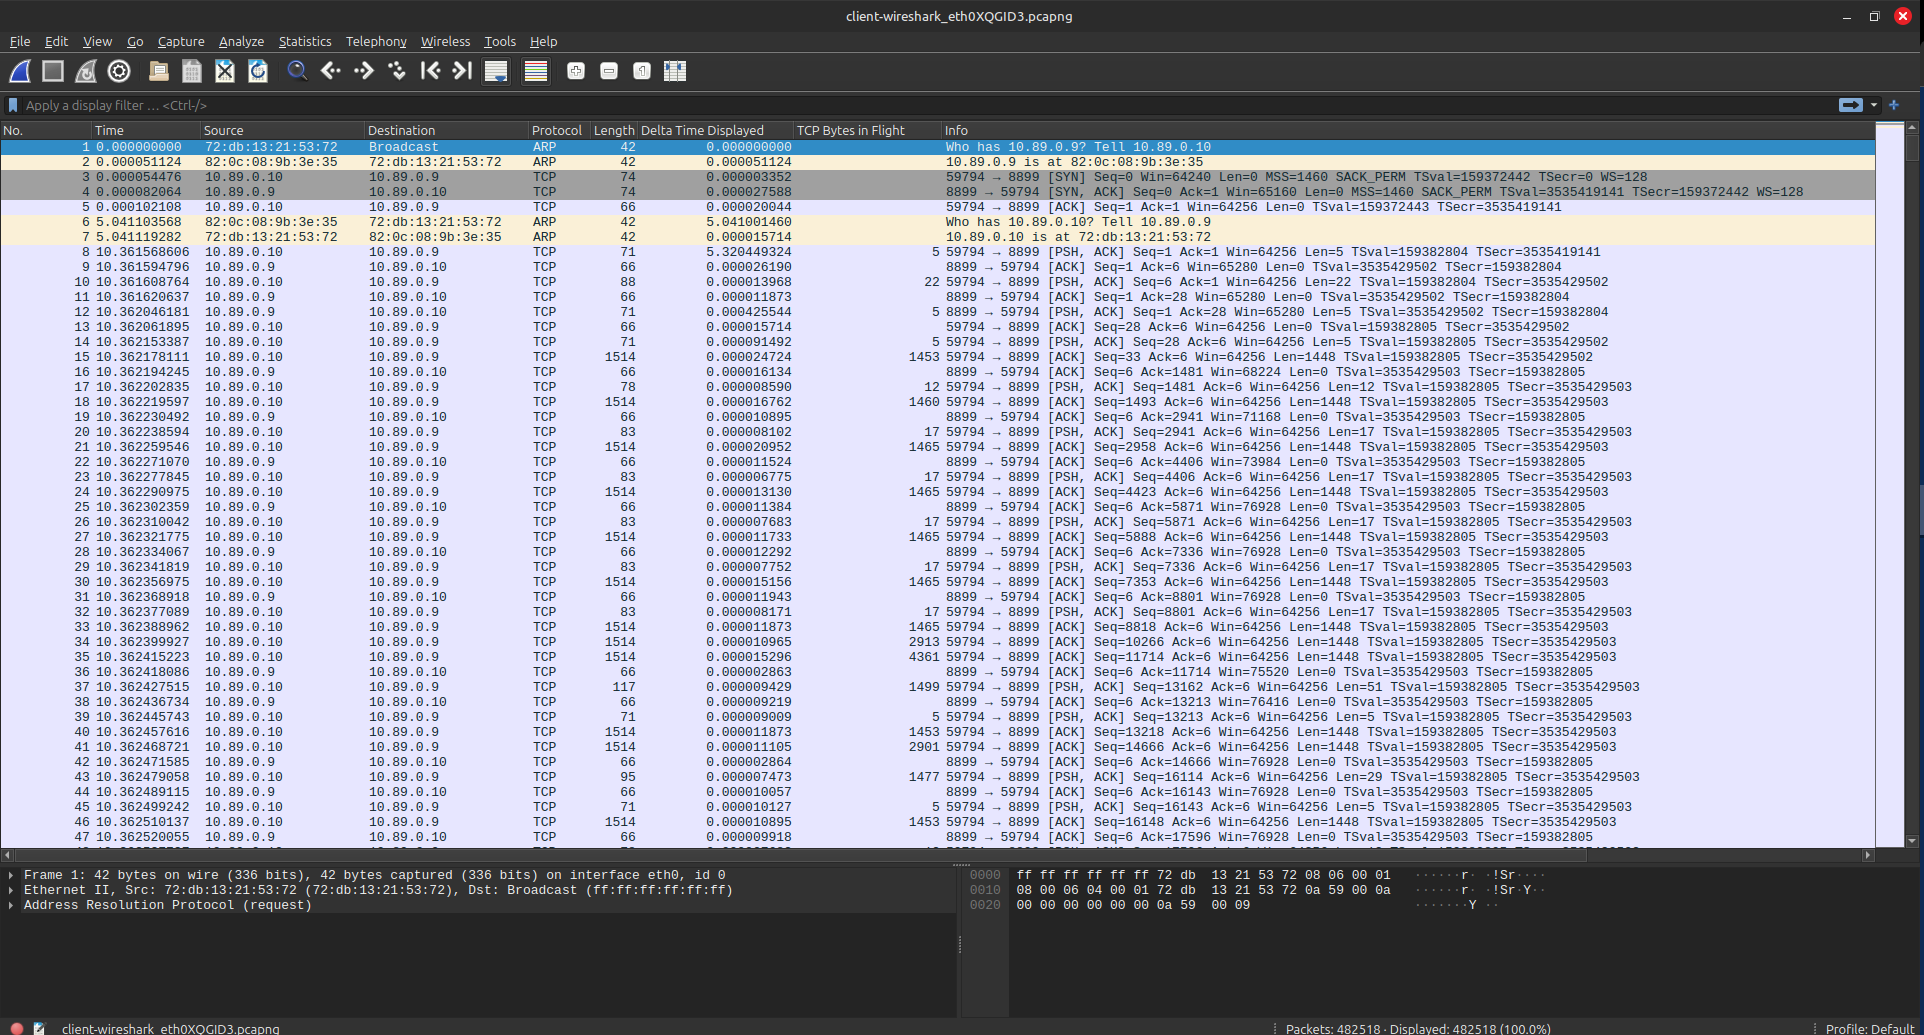 client-wireshark_eth0XQGID3.pcapng
File Edit View Go Capture Analyze Statistics Telephony Wireless Tools Help
Apply a display filter … <Ctrl-/>
No. Time Source Destination Protocol Length Delta Time Displayed TCP Bytes in Flight Info
1 0.000000000 72:db:13:21:53:72 Broadcast ARP 42 0.000000000 Who has 10.89.0.9? Tell 10.89.0.10
2 0.000051124 82:0c:08:9b:3e:35 72:db:13:21:53:72 ARP 42 0.000051124 10.89.0.9 is at 82:0c:08:9b:3e:35
3 0.000054476 10.89.0.10 10.89.0.9 TCP 74 0.000003352 59794 → 8899 [SYN] Seq=0 Win=64240 Len=0 MSS=1460 SACK_PERM TSval=159372442 TSecr=0 WS=128
4 0.000082064 10.89.0.9 10.89.0.10 TCP 74 0.000027588 8899 → 59794 [SYN, ACK] Seq=0 Ack=1 Win=65160 Len=0 MSS=1460 SACK_PERM TSval=3535419141 TSecr=159372442 WS=128
5 0.000102108 10.89.0.10 10.89.0.9 TCP 66 0.000020044 59794 → 8899 [ACK] Seq=1 Ack=1 Win=64256 Len=0 TSval=159372443 TSecr=3535419141
6 5.041103568 82:0c:08:9b:3e:35 72:db:13:21:53:72 ARP 42 5.041001460 Who has 10.89.0.10? Tell 10.89.0.9
7 5.041119282 72:db:13:21:53:72 82:0c:08:9b:3e:35 ARP 42 0.000015714 10.89.0.10 is at 72:db:13:21:53:72
8 10.361568606 10.89.0.10 10.89.0.9 TCP 71 5.320449324 5 59794 → 8899 [PSH, ACK] Seq=1 Ack=1 Win=64256 Len=5 TSval=159382804 TSecr=3535419141
9 10.361594796 10.89.0.9 10.89.0.10 TCP 66 0.000026190 8899 → 59794 [ACK] Seq=1 Ack=6 Win=65280 Len=0 TSval=3535429502 TSecr=159382804
10 10.361608764 10.89.0.10 10.89.0.9 TCP 88 0.000013968 22 59794 → 8899 [PSH, ACK] Seq=6 Ack=1 Win=64256 Len=22 TSval=159382804 TSecr=3535429502
11 10.361620637 10.89.0.9 10.89.0.10 TCP 66 0.000011873 8899 → 59794 [ACK] Seq=1 Ack=28 Win=65280 Len=0 TSval=3535429502 TSecr=159382804
12 10.362046181 10.89.0.9 10.89.0.10 TCP 71 0.000425544 5 8899 → 59794 [PSH, ACK] Seq=1 Ack=28 Win=65280 Len=5 TSval=3535429502 TSecr=159382804
13 10.362061895 10.89.0.10 10.89.0.9 TCP 66 0.000015714 59794 → 8899 [ACK] Seq=28 Ack=6 Win=64256 Len=0 TSval=159382805 TSecr=3535429502
14 10.362153387 10.89.0.10 10.89.0.9 TCP 71 0.000091492 5 59794 → 8899 [PSH, ACK] Seq=28 Ack=6 Win=64256 Len=5 TSval=159382805 TSecr=3535429502
15 10.362178111 10.89.0.10 10.89.0.9 TCP 1514 0.000024724 1453 59794 → 8899 [ACK] Seq=33 Ack=6 Win=64256 Len=1448 TSval=159382805 TSecr=3535429502
16 10.362194245 10.89.0.9 10.89.0.10 TCP 66 0.000016134 8899 → 59794 [ACK] Seq=6 Ack=1481 Win=68224 Len=0 TSval=3535429503 TSecr=159382805
17 10.362202835 10.89.0.10 10.89.0.9 TCP 78 0.000008590 12 59794 → 8899 [PSH, ACK] Seq=1481 Ack=6 Win=64256 Len=12 TSval=159382805 TSecr=3535429503
18 10.362219597 10.89.0.10 10.89.0.9 TCP 1514 0.000016762 1460 59794 → 8899 [ACK] Seq=1493 Ack=6 Win=64256 Len=1448 TSval=159382805 TSecr=3535429503
19 10.362230492 10.89.0.9 10.89.0.10 TCP 66 0.000010895 8899 → 59794 [ACK] Seq=6 Ack=2941 Win=71168 Len=0 TSval=3535429503 TSecr=159382805
20 10.362238594 10.89.0.10 10.89.0.9 TCP 83 0.000008102 17 59794 → 8899 [PSH, ACK] Seq=2941 Ack=6 Win=64256 Len=17 TSval=159382805 TSecr=3535429503
21 10.362259546 10.89.0.10 10.89.0.9 TCP 1514 0.000020952 1465 59794 → 8899 [ACK] Seq=2958 Ack=6 Win=64256 Len=1448 TSval=159382805 TSecr=3535429503
22 10.362271070 10.89.0.9 10.89.0.10 TCP 66 0.000011524 8899 → 59794 [ACK] Seq=6 Ack=4406 Win=73984 Len=0 TSval=3535429503 TSecr=159382805
23 10.362277845 10.89.0.10 10.89.0.9 TCP 83 0.000006775 17 59794 → 8899 [PSH, ACK] Seq=4406 Ack=6 Win=64256 Len=17 TSval=159382805 TSecr=3535429503
24 10.362290975 10.89.0.10 10.89.0.9 TCP 1514 0.000013130 1465 59794 → 8899 [ACK] Seq=4423 Ack=6 Win=64256 Len=1448 TSval=159382805 TSecr=3535429503
25 10.362302359 10.89.0.9 10.89.0.10 TCP 66 0.000011384 8899 → 59794 [ACK] Seq=6 Ack=5871 Win=76928 Len=0 TSval=3535429503 TSecr=159382805
26 10.362310042 10.89.0.10 10.89.0.9 TCP 83 0.000007683 17 59794 → 8899 [PSH, ACK] Seq=5871 Ack=6 Win=64256 Len=17 TSval=159382805 TSecr=3535429503
27 10.362321775 10.89.0.10 10.89.0.9 TCP 1514 0.000011733 1465 59794 → 8899 [ACK] Seq=5888 Ack=6 Win=64256 Len=1448 TSval=159382805 TSecr=3535429503
28 10.362334067 10.89.0.9 10.89.0.10 TCP 66 0.000012292 8899 → 59794 [ACK] Seq=6 Ack=7336 Win=76928 Len=0 TSval=3535429503 TSecr=159382805
29 10.362341819 10.89.0.10 10.89.0.9 TCP 83 0.000007752 17 59794 → 8899 [PSH, ACK] Seq=7336 Ack=6 Win=64256 Len=17 TSval=159382805 TSecr=3535429503
30 10.362356975 10.89.0.10 10.89.0.9 TCP 1514 0.000015156 1465 59794 → 8899 [ACK] Seq=7353 Ack=6 Win=64256 Len=1448 TSval=159382805 TSecr=3535429503
31 10.362368918 10.89.0.9 10.89.0.10 TCP 66 0.000011943 8899 → 59794 [ACK] Seq=6 Ack=8801 Win=76928 Len=0 TSval=3535429503 TSecr=159382805
32 10.362377089 10.89.0.10 10.89.0.9 TCP 83 0.000008171 17 59794 → 8899 [PSH, ACK] Seq=8801 Ack=6 Win=64256 Len=17 TSval=159382805 TSecr=3535429503
33 10.362388962 10.89.0.10 10.89.0.9 TCP 1514 0.000011873 1465 59794 → 8899 [ACK] Seq=8818 Ack=6 Win=64256 Len=1448 TSval=159382805 TSecr=3535429503
34 10.362399927 10.89.0.10 10.89.0.9 TCP 1514 0.000010965 2913 59794 → 8899 [ACK] Seq=10266 Ack=6 Win=64256 Len=1448 TSval=159382805 TSecr=3535429503
35 10.362415223 10.89.0.10 10.89.0.9 TCP 1514 0.000015296 4361 59794 → 8899 [ACK] Seq=11714 Ack=6 Win=64256 Len=1448 TSval=159382805 TSecr=3535429503
36 10.362418086 10.89.0.9 10.89.0.10 TCP 66 0.000002863 8899 → 59794 [ACK] Seq=6 Ack=11714 Win=75520 Len=0 TSval=3535429503 TSecr=159382805
37 10.362427515 10.89.0.10 10.89.0.9 TCP 117 0.000009429 1499 59794 → 8899 [PSH, ACK] Seq=13162 Ack=6 Win=64256 Len=51 TSval=159382805 TSecr=3535429503
38 10.362436734 10.89.0.9 10.89.0.10 TCP 66 0.000009219 8899 → 59794 [ACK] Seq=6 Ack=13213 Win=76416 Len=0 TSval=3535429503 TSecr=159382805
39 10.362445743 10.89.0.10 10.89.0.9 TCP 71 0.000009009 5 59794 → 8899 [PSH, ACK] Seq=13213 Ack=6 Win=64256 Len=5 TSval=159382805 TSecr=3535429503
40 10.362457616 10.89.0.10 10.89.0.9 TCP 1514 0.000011873 1453 59794 → 8899 [ACK] Seq=13218 Ack=6 Win=64256 Len=1448 TSval=159382805 TSecr=3535429503
41 10.362468721 10.89.0.10 10.89.0.9 TCP 1514 0.000011105 2901 59794 → 8899 [ACK] Seq=14666 Ack=6 Win=64256 Len=1448 TSval=159382805 TSecr=3535429503
42 10.362471585 10.89.0.9 10.89.0.10 TCP 66 0.000002864 8899 → 59794 [ACK] Seq=6 Ack=14666 Win=76928 Len=0 TSval=3535429503 TSecr=159382805
43 10.362479058 10.89.0.10 10.89.0.9 TCP 95 0.000007473 1477 59794 → 8899 [PSH, ACK] Seq=16114 Ack=6 Win=64256 Len=29 TSval=159382805 TSecr=3535429503
44 10.362489115 10.89.0.9 10.89.0.10 TCP 66 0.000010057 8899 → 59794 [ACK] Seq=6 Ack=16143 Win=76928 Len=0 TSval=3535429503 TSecr=159382805
45 10.362499242 10.89.0.10 10.89.0.9 TCP 71 0.000010127 5 59794 → 8899 [PSH, ACK] Seq=16143 Ack=6 Win=64256 Len=5 TSval=159382805 TSecr=3535429503
46 10.362510137 10.89.0.10 10.89.0.9 TCP 1514 0.000010895 1453 59794 → 8899 [ACK] Seq=16148 Ack=6 Win=64256 Len=1448 TSval=159382805 TSecr=3535429503
47 10.362520055 10.89.0.9 10.89.0.10 TCP 66 0.000009918 8899 → 59794 [ACK] Seq=6 Ack=17596 Win=76928 Len=0 TSval=3535429503 TSecr=159382805
Frame 1: 42 bytes on wire (336 bits), 42 bytes captured (336 bits) on interface eth0, id 0
Ethernet II, Src: 72:db:13:21:53:72 (72:db:13:21:53:72), Dst: Broadcast (ff:ff:ff:ff:ff:ff)
Address Resolution Protocol (request)
0000 ff ff ff ff ff ff 72 db 13 21 53 72 08 06 00 01 ······r· ·!Sr····
0010 08 00 06 04 00 01 72 db 13 21 53 72 0a 59 00 0a ······r· ·!Sr·Y··
0020 00 00 00 00 00 00 0a 59 00 09 ·······Y ··
client-wireshark_eth0XQGID3.pcapng
Packets: 482518 · Displayed: 482518 (100.0%)
Profile: Default